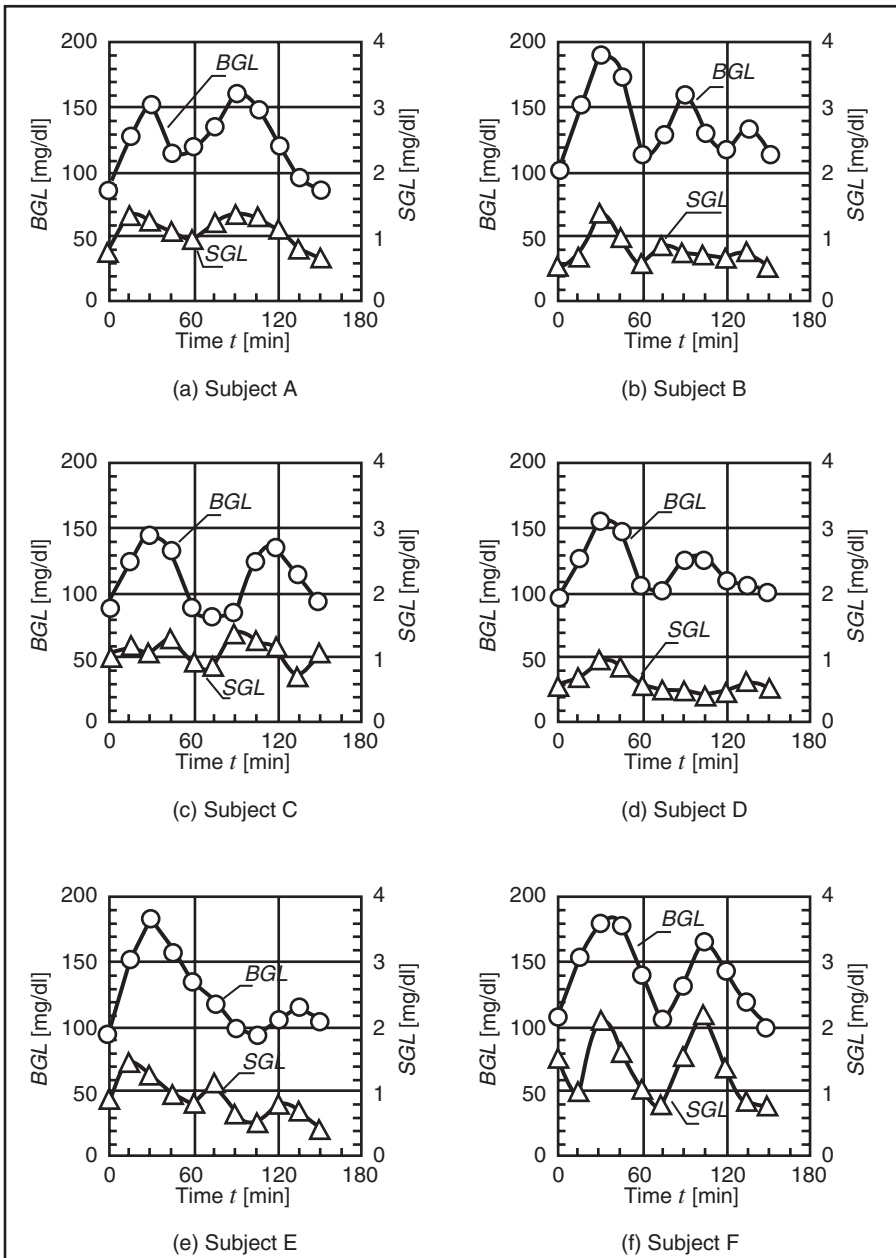 200
150
100
50
0
BGL [mg/dl]
BGL
SGL
4
3
2
1
0
SGL [mg/dl]
0 60 120 180
Time t [min]
(a) Subject A
200
150
100
50
0
BGL [mg/dl]
BGL
SGL
4
3
2
1
0
SGL [mg/dl]
0 60 120 180
Time t [min]
(b) Subject B
200
150
100
50
0
BGL [mg/dl]
BGL
SGL
4
3
2
1
0
SGL [mg/dl]
0 60 120 180
Time t [min]
(c) Subject C
200
150
100
50
0
BGL [mg/dl]
BGL
SGL
4
3
2
1
0
SGL [mg/dl]
0 60 120 180
Time t [min]
(d) Subject D
200
150
100
50
0
BGL [mg/dl]
BGL
SGL
4
3
2
1
0
SGL [mg/dl]
0 60 120 180
Time t [min]
(e) Subject E
200
150
100
50
0
BGL [mg/dl]
BGL
SGL
4
3
2
1
0
SGL [mg/dl]
0 60 120 180
Time t [min]
(f) Subject F